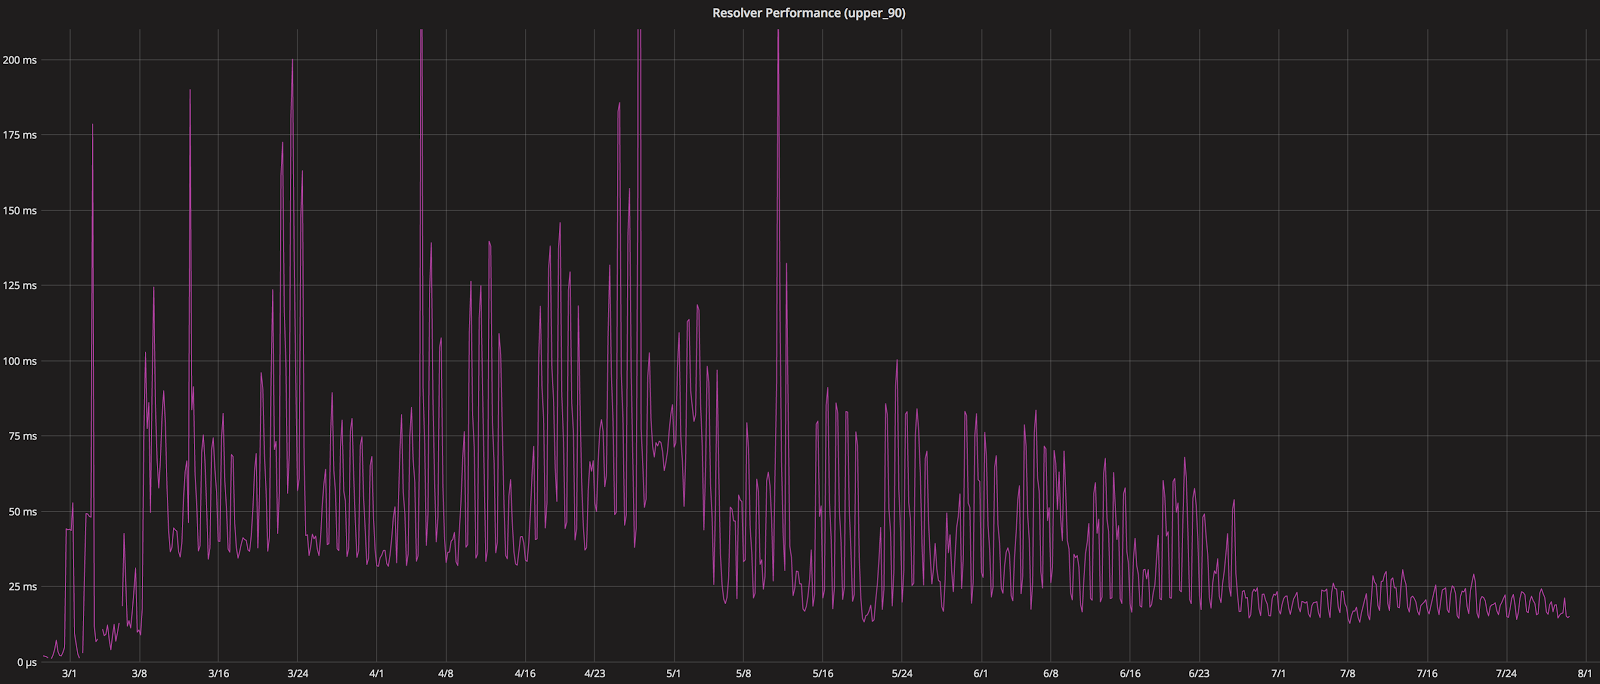 Resolver Performance (upper_90)
200 ms
175 ms
150 ms
125 ms
100 ms
75 ms
50 ms
25 ms
0 µs
3/1 3/8 3/16 3/24 4/1 4/8 4/16 4/23 5/1 5/8 5/16 5/24 6/1 6/8 6/16 6/23 7/1 7/8 7/16 7/24 8/1